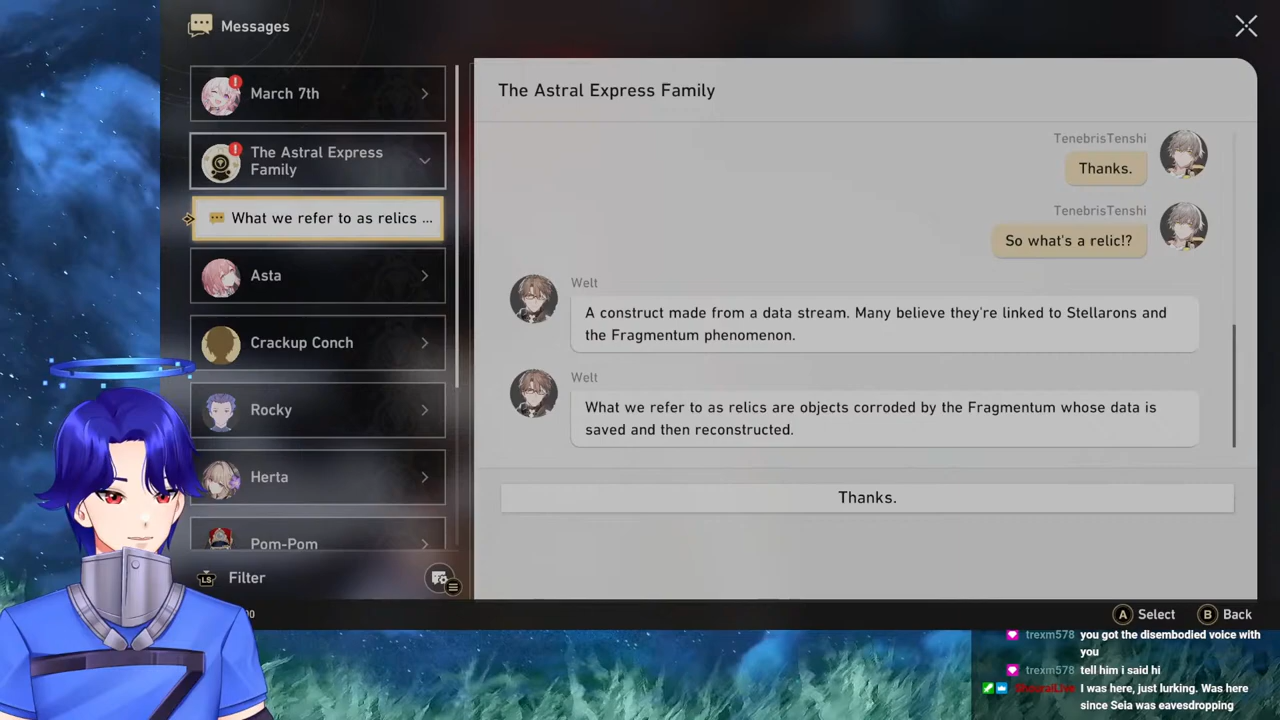 Messages
March 7th
The Astral Express
Family
What we refer to as relics ...
Asta
Crackup Conch
Rocky
Herta
Pom-Pom
LS
Filter
The Astral Express Family
TenebrisTenshi
Thanks.
TenebrisTenshi
So what's a relic!?
Welt
A construct made from a data stream. Many believe they're linked to Stellarons and
the Fragmentum phenomenon.
Welt
What we refer to as relics are objects corroded by the Fragmentum whose data is
saved and then reconstructed.
Thanks.
A Select
B Back
trexm578 you got the disembodied voice with
you
trexm578 tell him i said hi
I was here, just lurking. Was here
since Seia was eavesdropping